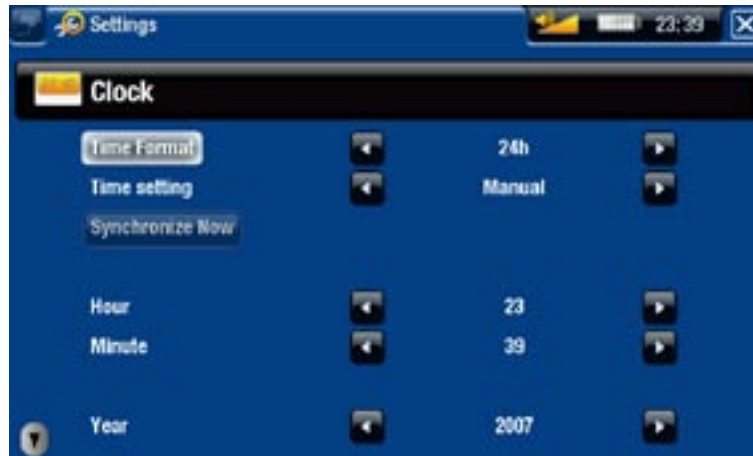 Settings 23:39
Clock
Time Format 24h
Time setting Manual
Synchronize Now
Hour 23
Minute 39
Year 2007